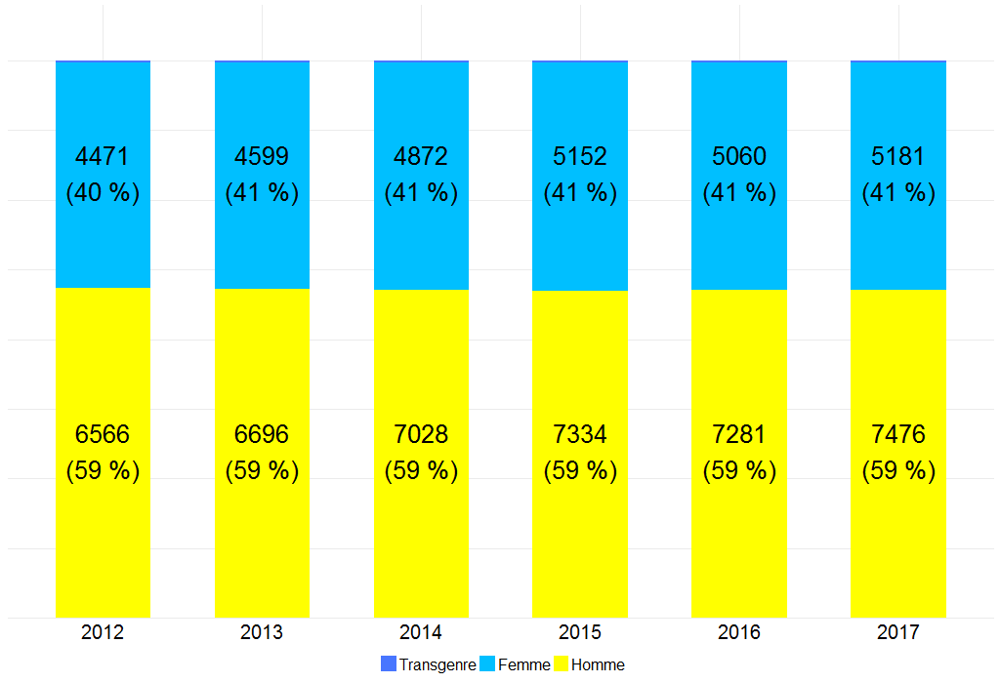 4471 4599 4872 5152 5060 5181
(40 %) (41 %) (41 %) (41 %) (41 %) (41 %)
6566 6696 7028 7334 7281 7476
(59 %) (59 %) (59 %) (59 %) (59 %) (59 %)
2012 2013 2014 2015 2016 2017
Transgenre Femme Homme